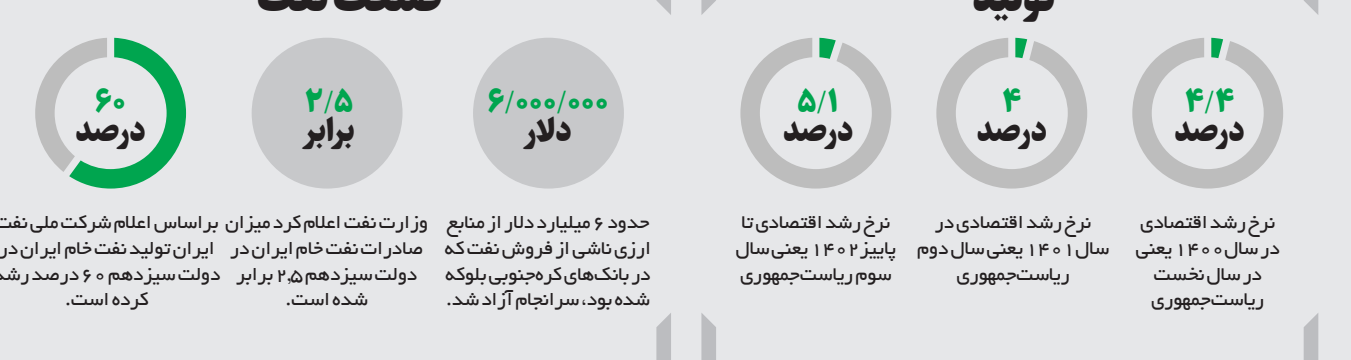 تولید
۴/۴
درصد
نرخ رشد اقتصادی
در سال ۱۴۰۰ یعنی
در سال نخست
ریاست‌جمهوری
۴
درصد
نرخ رشد اقتصادی در
سال ۱۴۰۱ یعنی سال دوم
ریاست‌جمهوری
۵/۱
درصد
نرخ رشد اقتصادی تا
پاییز ۱۴۰۲ یعنی سال
سوم ریاست‌جمهوری
صنعت نفت
۶/۰۰۰/۰۰۰
دلار
حدود ۶ میلیارد دلار از منابع
ارزی ناشی از فروش نفت که
در بانک‌های کره‌جنوبی بلوکه
شده بود، سرانجام آزاد شد.
۲/۵
برابر
وزارت نفت اعلام کرد میزان
صادرات نفت خام ایران در
دولت سیزدهم ۲٫۵ برابر
شده است.
۶۰
درصد
براساس اعلام شرکت ملی نفت
ایران تولید نفت خام ایران در
دولت سیزدهم ۶۰ درصد رشد
کرده است.